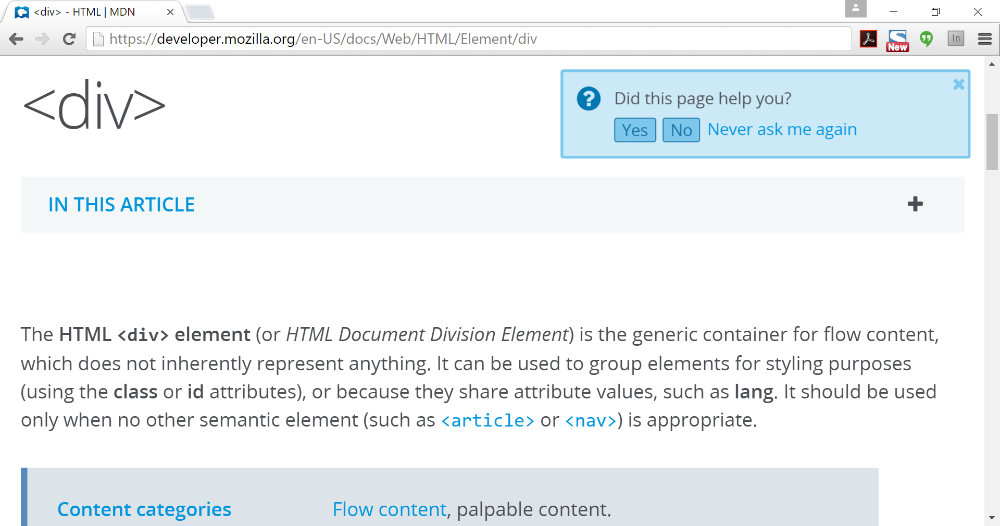 <div> - HTML | MDN
https://developer.mozilla.org/en-US/docs/Web/HTML/Element/div
New
In
<div>
Did this page help you?
Yes No Never ask me again
IN THIS ARTICLE
The HTML <div> element (or HTML Document Division Element) is the generic container for flow content,
which does not inherently represent anything. It can be used to group elements for styling purposes
(using the class or id attributes), or because they share attribute values, such as lang. It should be used
only when no other semantic element (such as <article> or <nav>) is appropriate.
Content categories Flow content, palpable content.